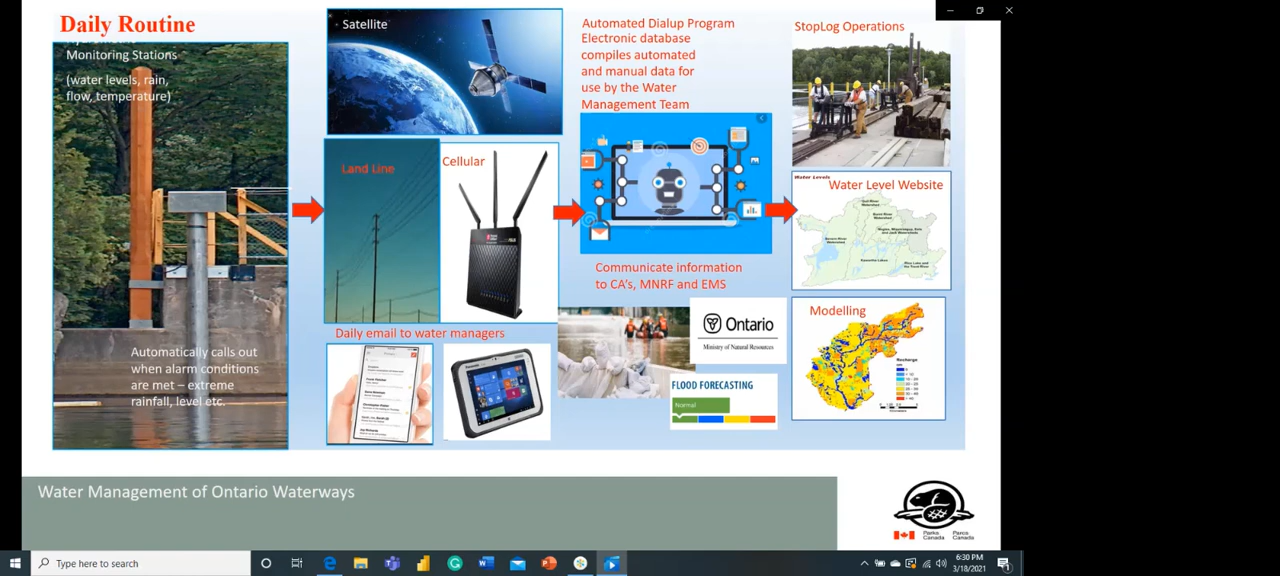 Daily Routine
Monitoring Stations
(water levels, rain,
flow, temperature)
Automatically calls out
when alarm conditions
are met – extreme
rainfall, level etc.
Satellite
Land Line
Cellular
Daily email to water managers
Automated Dialup Program
Electronic database
compiles automated
and manual data for
use by the Water
Management Team
Communicate information
to CA's, MNRF and EMS
Ontario
Ministry of Natural Resources
FLOOD FORECASTING
Normal
StopLog Operations
Water Levels
Water Level Website
Modelling
Recharge
Water Management of Ontario Waterways
Parks Canada
Parcs Canada
Type here to search
6:30 PM
3/18/2021